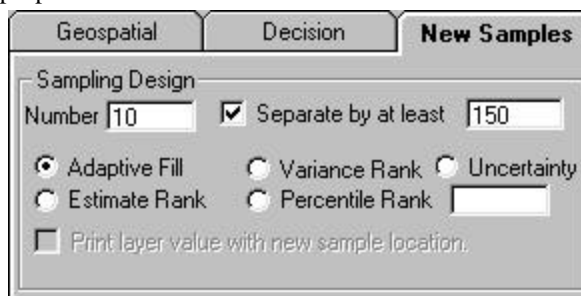 Geospatial Decision New Samples
Sampling Design
Number 10 Separate by at least 150
Adaptive Fill Variance Rank Uncertainty
Estimate Rank Percentile Rank
Print layer value with new sample location.